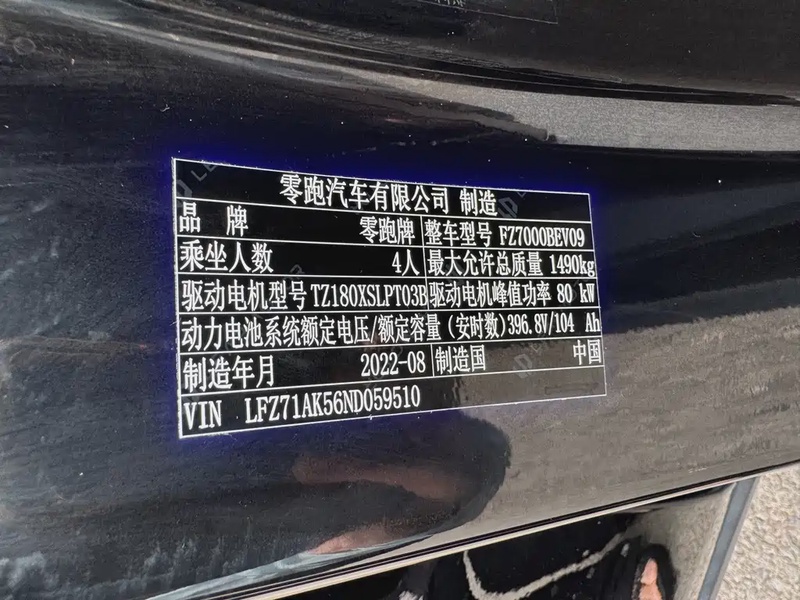 零跑汽车有限公司 制造
品 牌 零跑牌 整车型号 FZ7000BEV09
乘坐人数 4人 最大允许总质量 1490kg
驱动电机型号 TZ180XSLPT03B 驱动电机峰值功率 80 kW
动力电池系统额定电压/额定容量(安时数)396.8V/104 Ah
制造年月 2022-08 制造国 中国
VIN LFZ71AK56ND059510